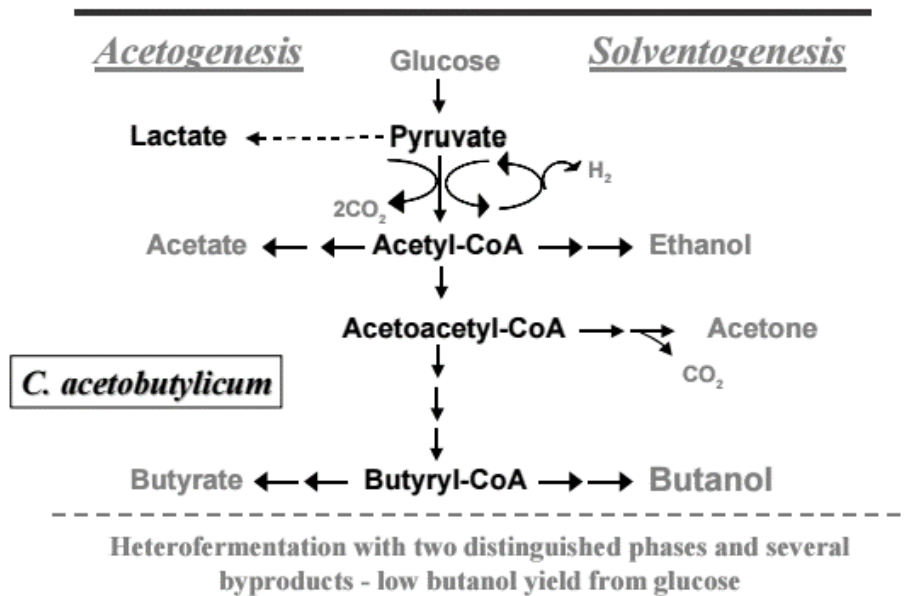 Acetogenesis
Glucose
Solventogenesis
Lactate
Pyruvate
2CO₂
H₂
Acetate
Acetyl-CoA
Ethanol
Acetoacetyl-CoA
Acetone
CO₂
C. acetobutylicum
Butyrate
Butyryl-CoA
Butanol
Heterofermentation with two distinguished phases and several
byproducts - low butanol yield from glucose